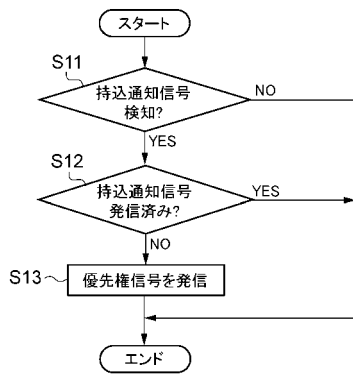 スタート
S11
持込通知信号
検知?
NO
YES
S12
持込通知信号
発信済み?
YES
NO
S13
優先権信号を発信
エンド